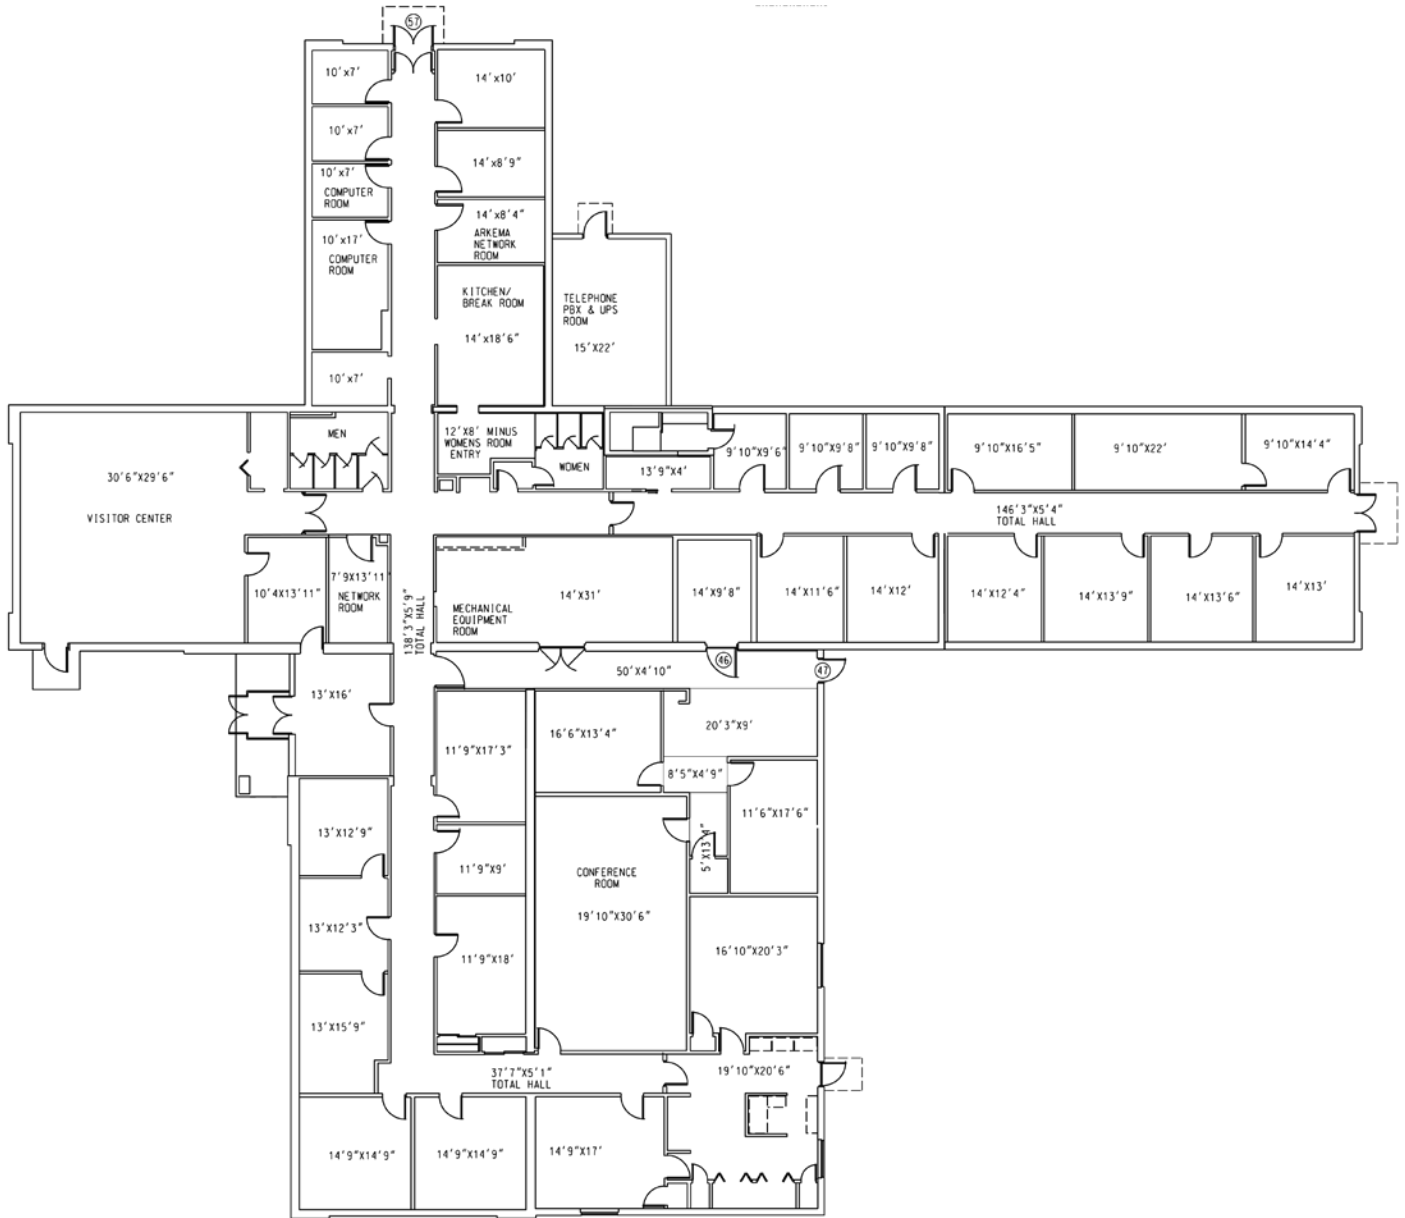 57
10'x7'
14'x10'
10'x7'
14'x8'9"
10'x7'
COMPUTER
ROOM
14'x8'4"
ARKEMA
NETWORK
ROOM
10'x17'
COMPUTER
ROOM
KITCHEN/
BREAK ROOM
14'x18'6"
TELEPHONE
PBX & UPS
ROOM
15'X22'
10'x7'
MEN
12'X8' MINUS
WOMENS ROOM
ENTRY
WOMEN
13'9"X4'
9'10"X9'6"
9'10"X9'8"
9'10"X9'8"
9'10"X16'5"
9'10"X22'
9'10"X14'4"
30'6"X29'6"
VISITOR CENTER
146'3"X5'4"
TOTAL HALL
10'4X13'11"
7'9X13'11'
NETWORK
ROOM
138'3"X5'9"
TOTAL HALL
MECHANICAL
EQUIPMENT
ROOM
14'X31'
14'X9'8"
14'X11'6"
14'X12'
14'X12'4"
14'X13'9"
14'X13'6"
14'X13'
50'X4'10"
46
47
13'X16'
11'9"X17'3"
16'6"X13'4"
20'3"X9'
8'5"X4'9"
11'6"X17'6"
5'X13'4"
13'X12'9"
11'9"X9'
CONFERENCE
ROOM
19'10"X30'6"
13'X12'3"
11'9"X18'
16'10"X20'3"
13'X15'9"
37'7"X5'1"
TOTAL HALL
19'10"X20'6"
14'9"X14'9"
14'9"X14'9"
14'9"X17'